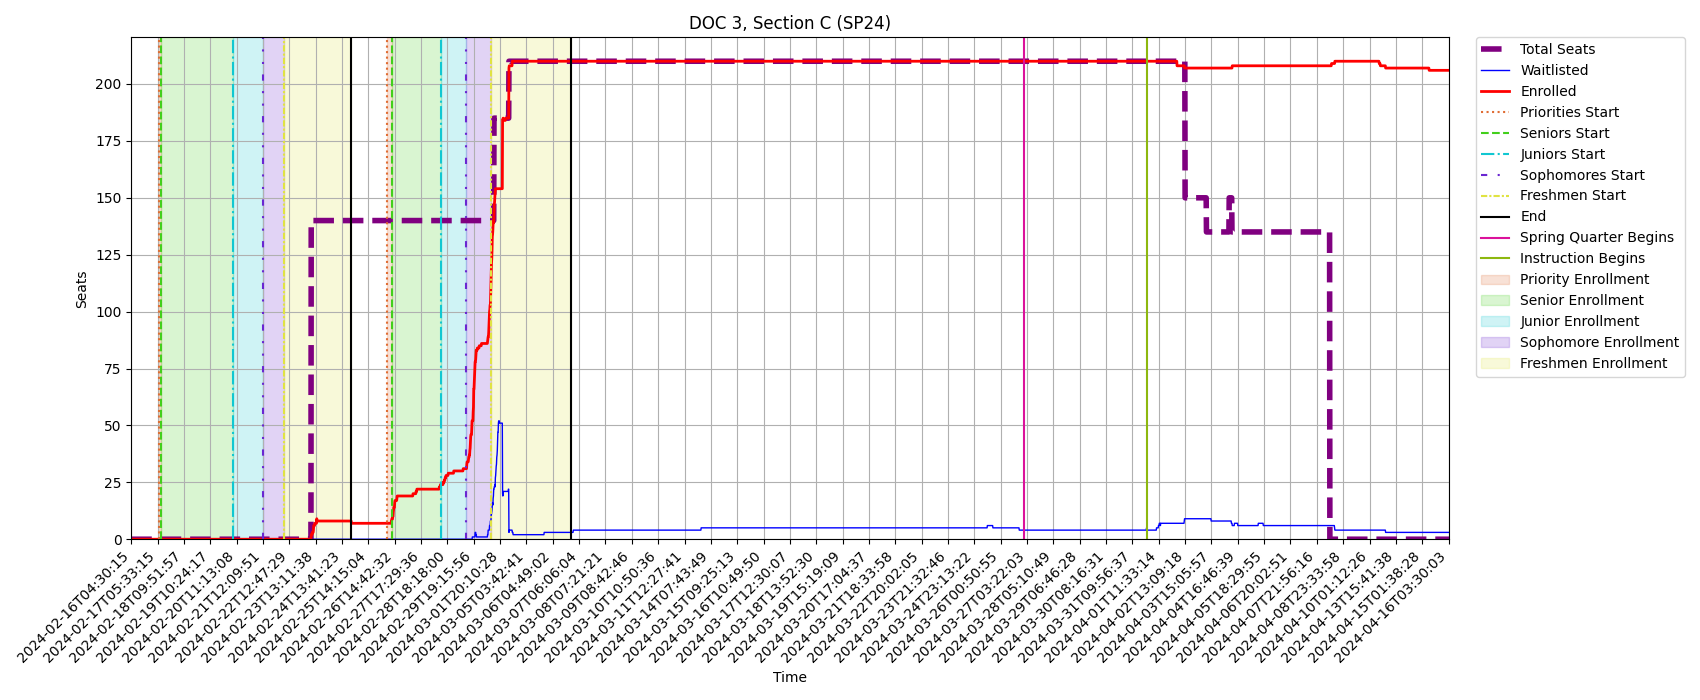 DOC 3, Section C (SP24)
Seats
200
175
150
125
100
75
50
25
0
2024-02-16T04:30:15
2024-02-17T05:33:15
2024-02-18T09:51:57
2024-02-19T10:24:17
2024-02-20T11:13:08
2024-02-21T12:09:51
2024-02-22T12:47:29
2024-02-23T13:11:38
2024-02-24T13:41:23
2024-02-25T14:15:04
2024-02-26T14:42:32
2024-02-27T17:29:36
2024-02-28T18:18:00
2024-02-29T19:15:56
2024-03-01T20:10:28
2024-03-05T03:42:41
2024-03-06T04:49:02
2024-03-07T06:06:04
2024-03-08T07:21:21
2024-03-09T08:42:46
2024-03-10T10:50:36
2024-03-11T12:27:41
2024-03-14T07:43:49
2024-03-15T09:25:13
2024-03-16T10:49:50
2024-03-17T12:30:07
2024-03-18T13:52:30
2024-03-19T15:19:09
2024-03-20T17:04:37
2024-03-21T18:33:58
2024-03-22T20:02:05
2024-03-23T21:32:46
2024-03-24T23:13:22
2024-03-26T00:50:55
2024-03-27T03:22:03
2024-03-28T05:10:49
2024-03-29T06:46:28
2024-03-30T08:16:31
2024-03-31T09:56:37
2024-04-01T11:33:14
2024-04-02T13:09:18
2024-04-03T15:05:57
2024-04-04T16:46:39
2024-04-05T18:29:55
2024-04-06T20:02:51
2024-04-07T21:56:16
2024-04-08T23:33:58
2024-04-10T01:12:26
2024-04-13T15:41:38
2024-04-15T01:38:28
2024-04-16T03:30:03
Time
Total Seats
Waitlisted
Enrolled
Priorities Start
Seniors Start
Juniors Start
Sophomores Start
Freshmen Start
End
Spring Quarter Begins
Instruction Begins
Priority Enrollment
Senior Enrollment
Junior Enrollment
Sophomore Enrollment
Freshmen Enrollment